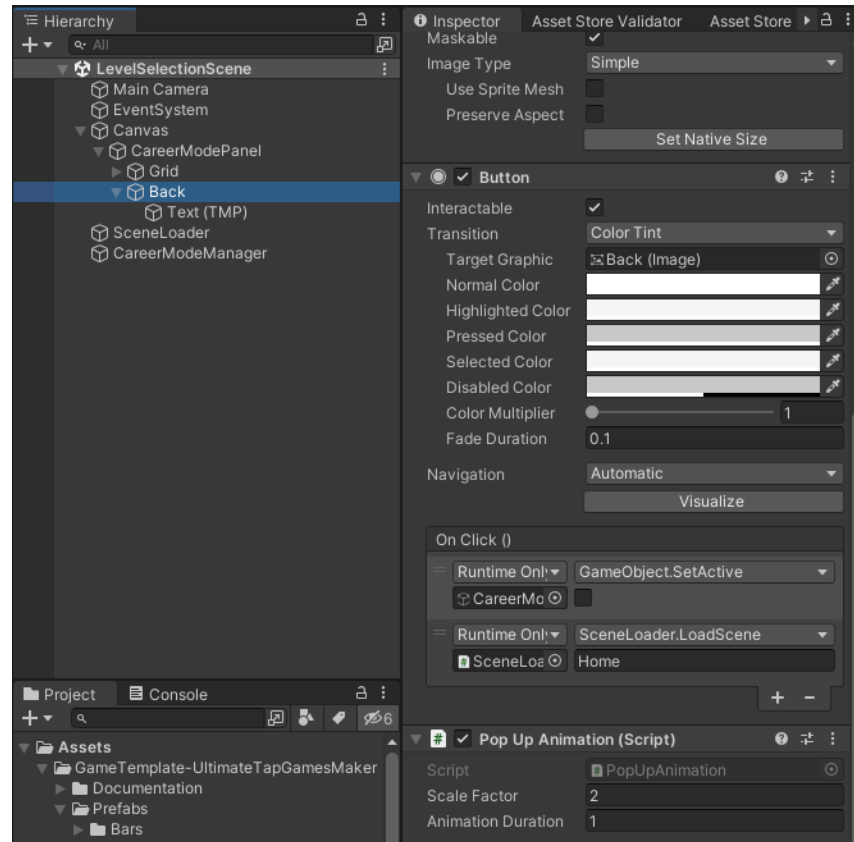 Hierarchy
All
LevelSelectionScene
Main Camera
EventSystem
Canvas
CareerModePanel
Grid
Back
Text (TMP)
SceneLoader
CareerModeManager
Project
Console
6
Assets
GameTemplate-UltimateTapGamesMaker
Documentation
Prefabs
Bars
Inspector
Asset Store Validator
Asset Store
Maskable
Image Type
Simple
Use Sprite Mesh
Preserve Aspect
Set Native Size
Button
Interactable
Transition
Color Tint
Target Graphic
Back (Image)
Normal Color
Highlighted Color
Pressed Color
Selected Color
Disabled Color
Color Multiplier
1
Fade Duration
0.1
Navigation
Automatic
Visualize
On Click ()
Runtime Onl
GameObject.SetActive
CareerMo
Runtime Onl
SceneLoader.LoadScene
SceneLoa
Home
Pop Up Animation (Script)
Script
PopUpAnimation
Scale Factor
2
Animation Duration
1